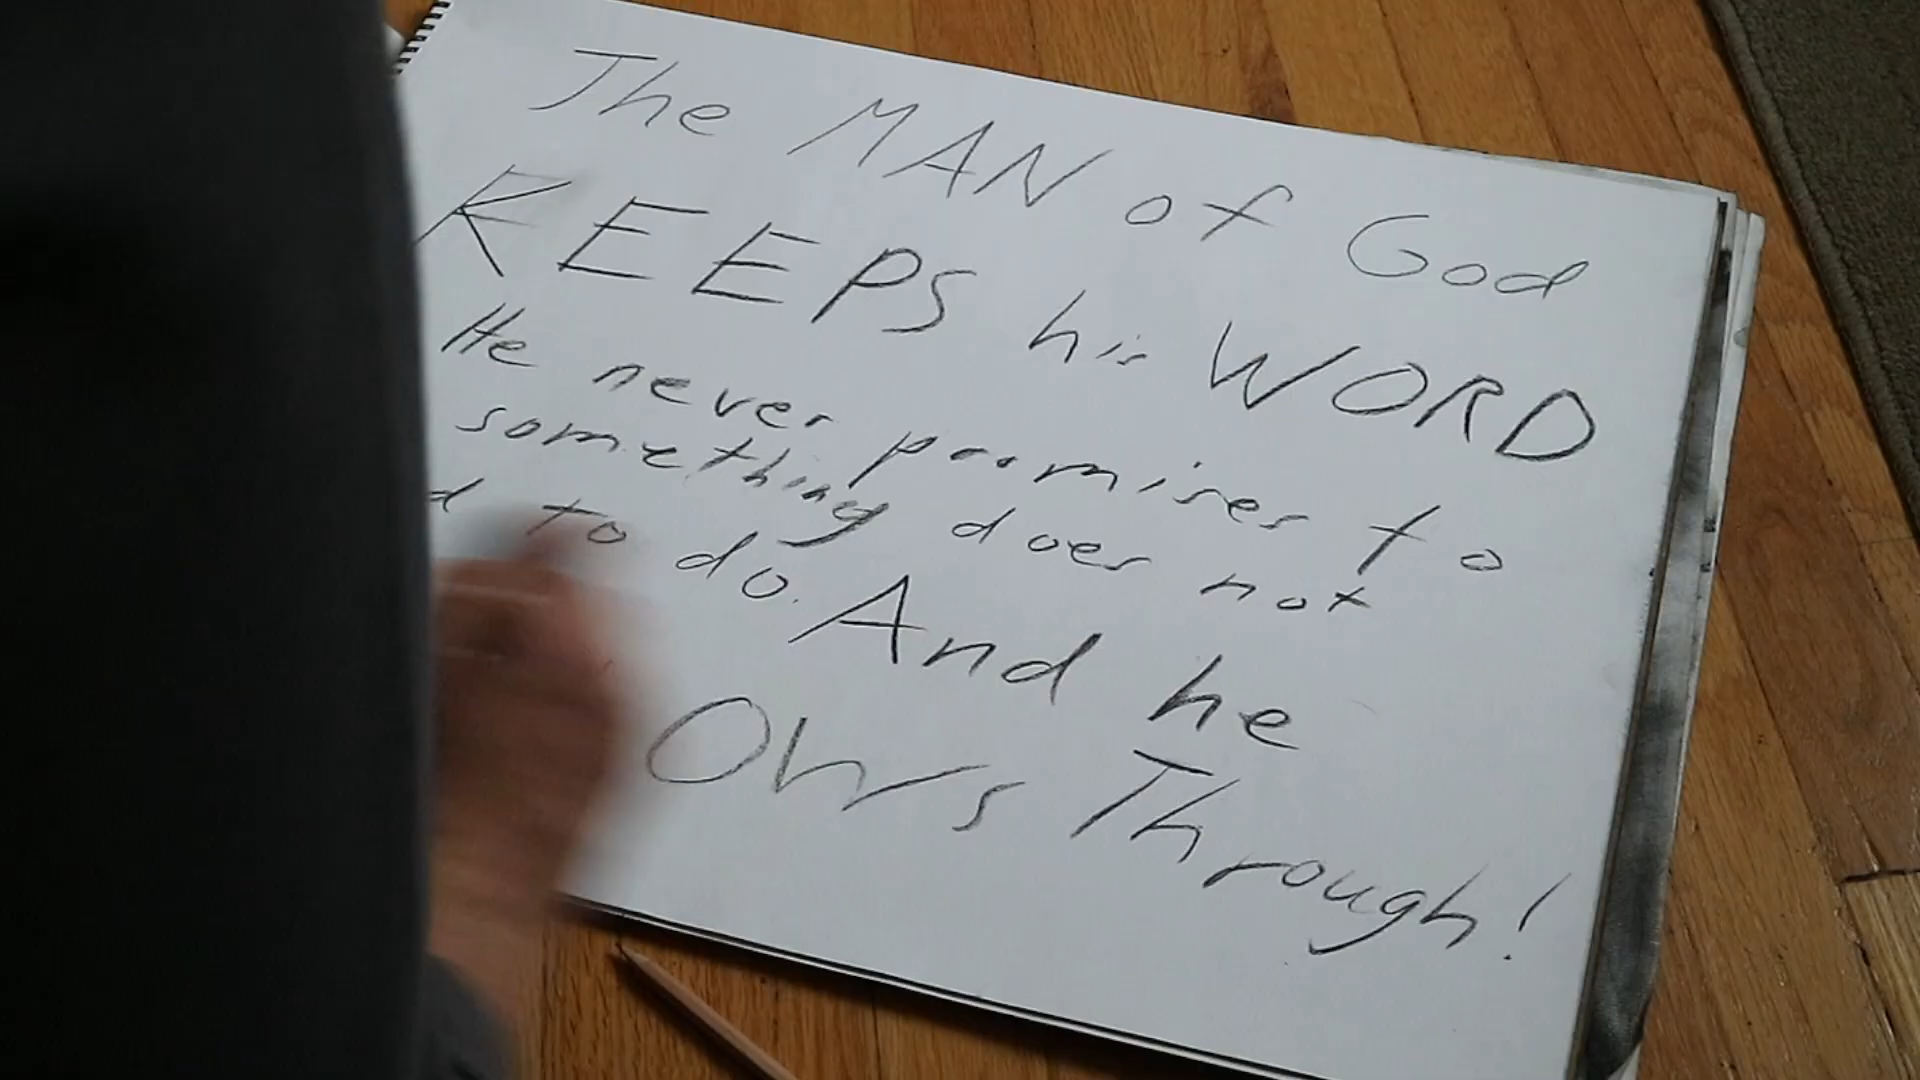 The MAN of God
KEEPS his WORD
He never promises to
something does not
d to do. And he
OWS Through!